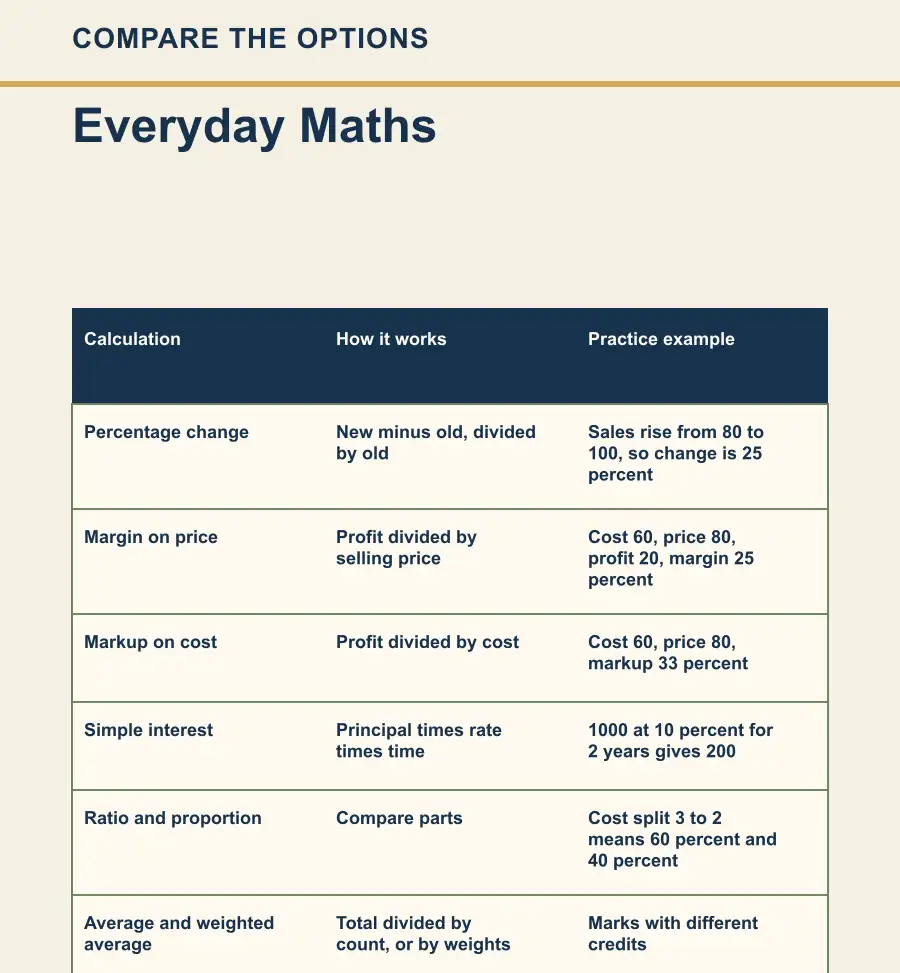 COMPARE THE OPTIONS
Everyday Maths
Calculation
How it works
Practice example
Percentage change
New minus old, divided
by old
Sales rise from 80 to
100, so change is 25
percent
Margin on price
Profit divided by
selling price
Cost 60, price 80,
profit 20, margin 25
percent
Markup on cost
Profit divided by cost
Cost 60, price 80,
markup 33 percent
Simple interest
Principal times rate
times time
1000 at 10 percent for
2 years gives 200
Ratio and proportion
Compare parts
Cost split 3 to 2
means 60 percent and
40 percent
Average and weighted
average
Total divided by
count, or by weights
Marks with different
credits